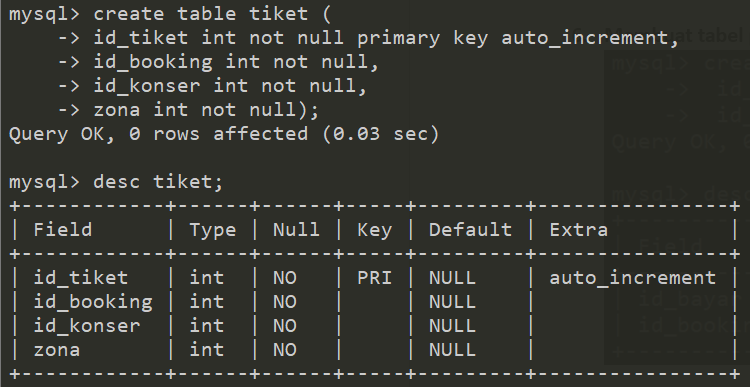 mysql> create table tiket (
    -> id_tiket int not null primary key auto_increment,
    -> id_booking int not null,
    -> id_konser int not null,
    -> zona int not null);
Query OK, 0 rows affected (0.03 sec)

mysql> desc tiket;
+------------+------+------+-----+---------+----------------+
| Field      | Type | Null | Key | Default | Extra          |
+------------+------+------+-----+---------+----------------+
| id_tiket   | int  | NO   | PRI | NULL    | auto_increment |
| id_booking | int  | NO   |     | NULL    |                |
| id_konser  | int  | NO   |     | NULL    |                |
| zona       | int  | NO   |     | NULL    |                |
+------------+------+------+-----+---------+----------------+